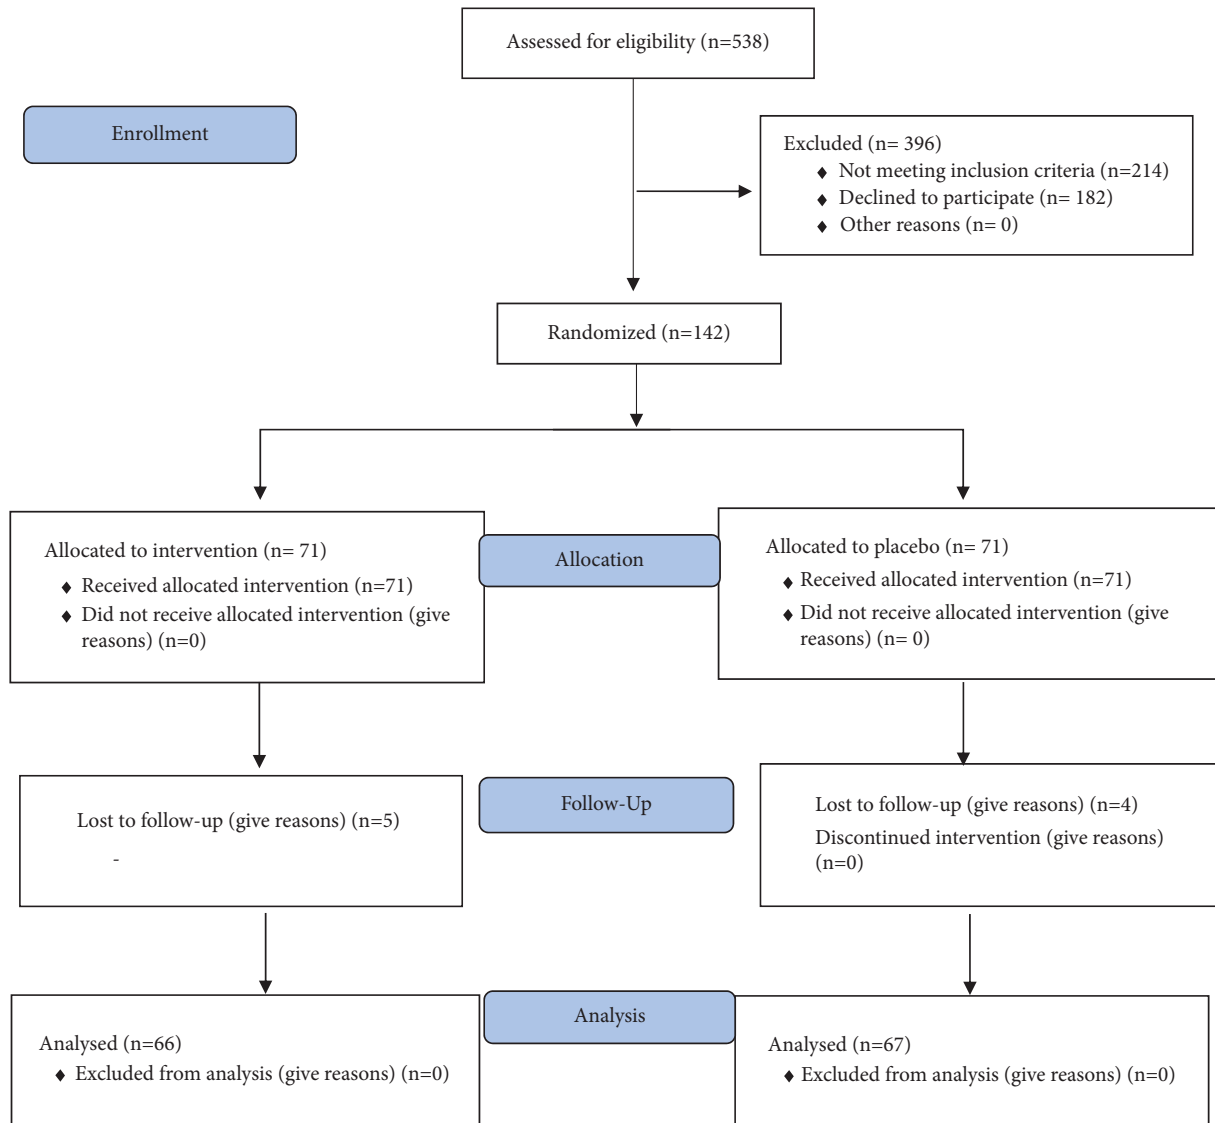 Assessed for eligibility (n=538)
Enrollment
Excluded (n= 396)
♦ Not meeting inclusion criteria (n=214)
♦ Declined to participate (n= 182)
♦ Other reasons (n= 0)
Randomized (n=142)
Allocated to intervention (n= 71)
♦ Received allocated intervention (n=71)
♦ Did not receive allocated intervention (give
reasons) (n=0)
Allocation
Allocated to placebo (n= 71)
♦ Received allocated intervention (n=71)
♦ Did not receive allocated intervention (give
reasons) (n= 0)
Lost to follow-up (give reasons) (n=5)
-
Follow-Up
Lost to follow-up (give reasons) (n=4)
Discontinued intervention (give reasons)
(n=0)
Analysed (n=66)
♦ Excluded from analysis (give reasons) (n=0)
Analysis
Analysed (n=67)
♦ Excluded from analysis (give reasons) (n=0)